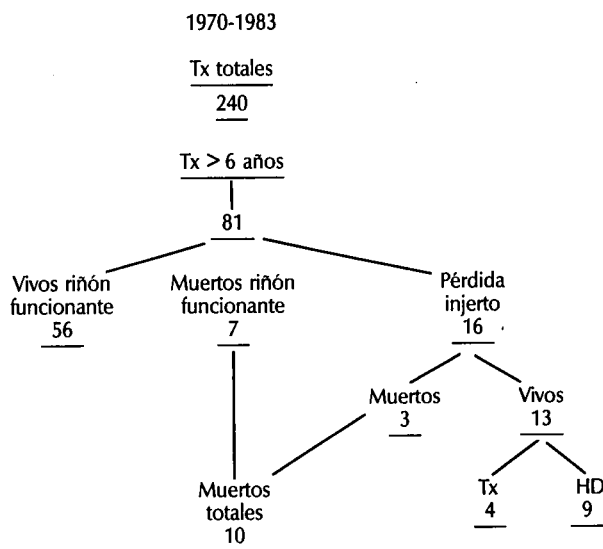 1970-1983
Tx totales
240
Tx > 6 años
81
Vivos riñón
funcionante
56
Muertos riñón
funcionante
7
Pérdida
injerto
16
Muertos
3
Vivos
13
Muertos
totales
10
Tx
4
HD
9